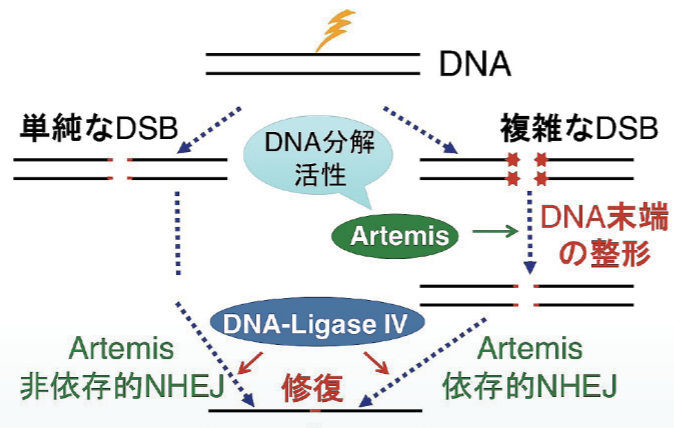 DNA
単純なDSB
複雑なDSB
DNA分解
活性
Artemis
DNA末端
の整形
DNA-Ligase IV
Artemis
非依存的NHEJ
修復
Artemis
依存的NHEJ